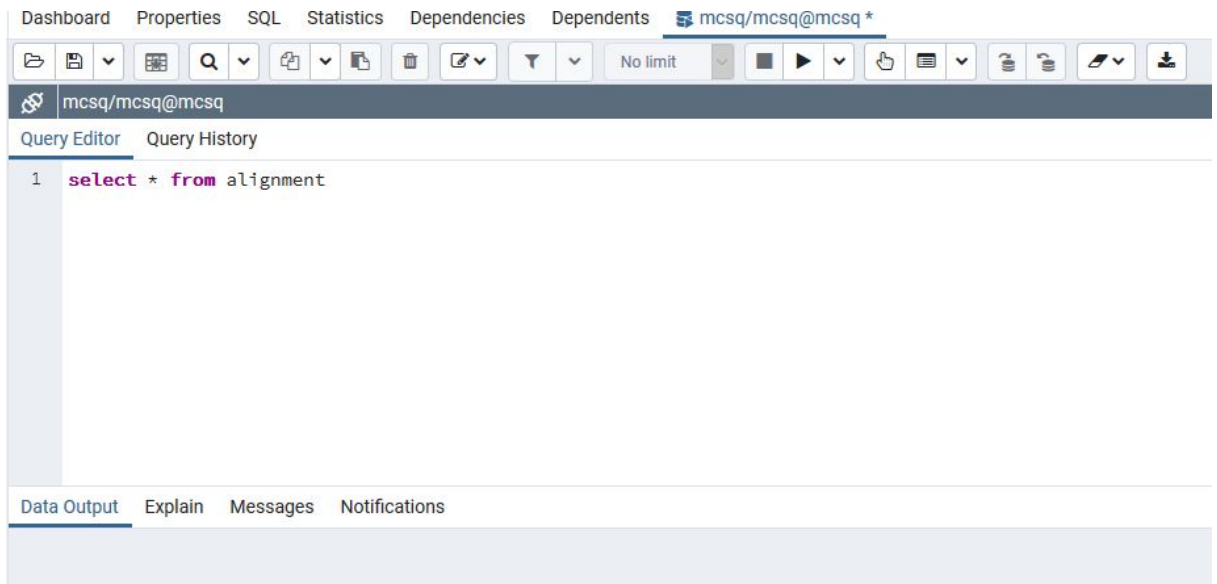 Dashboard Properties SQL Statistics Dependencies Dependents mcsq/mcsq@mcsq *
No limit
mcsq/mcsq@mcsq
Query Editor Query History
1 select * from alignment
Data Output Explain Messages Notifications